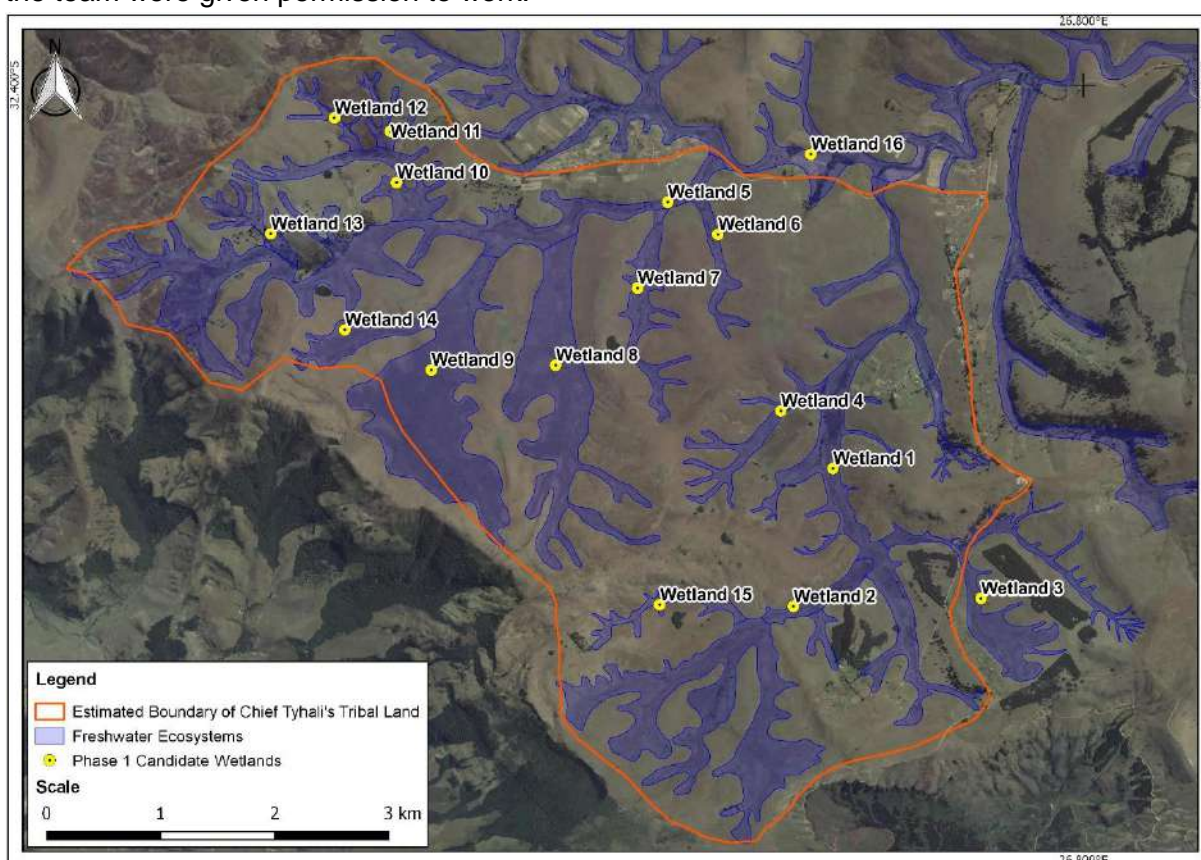 the team were given permission to work.
26.800°E
32.400°S
N
Wetland 12
Wetland 11
Wetland 16
Wetland 10
Wetland 5
Wetland 13
Wetland 6
Wetland 7
Wetland 14
Wetland 9
Wetland 8
Wetland 4
Wetland 1
Wetland 15
Wetland 2
Wetland 3
Legend
Estimated Boundary of Chief Tyhali's Tribal Land
Freshwater Ecosystems
Phase 1 Candidate Wetlands
Scale
0 1 2 3 km
26.800°E